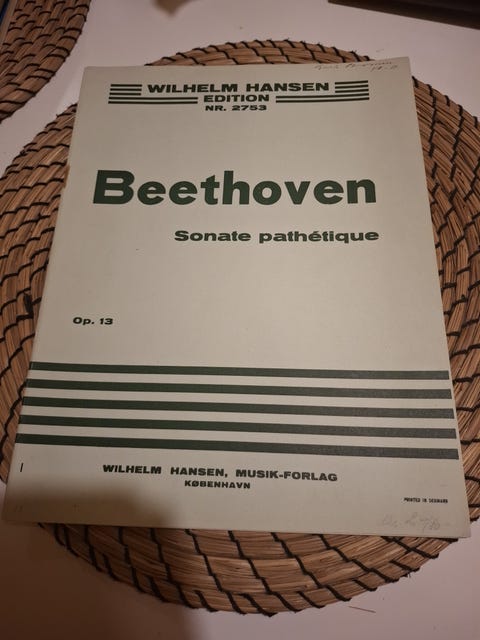 WILHELM HANSEN
EDITION
NR. 2753
Beethoven
Sonate pathétique
Op. 13
WILHELM HANSEN, MUSIK-FORLAG
KØBENHAVN
PRINTED IN DENMARK